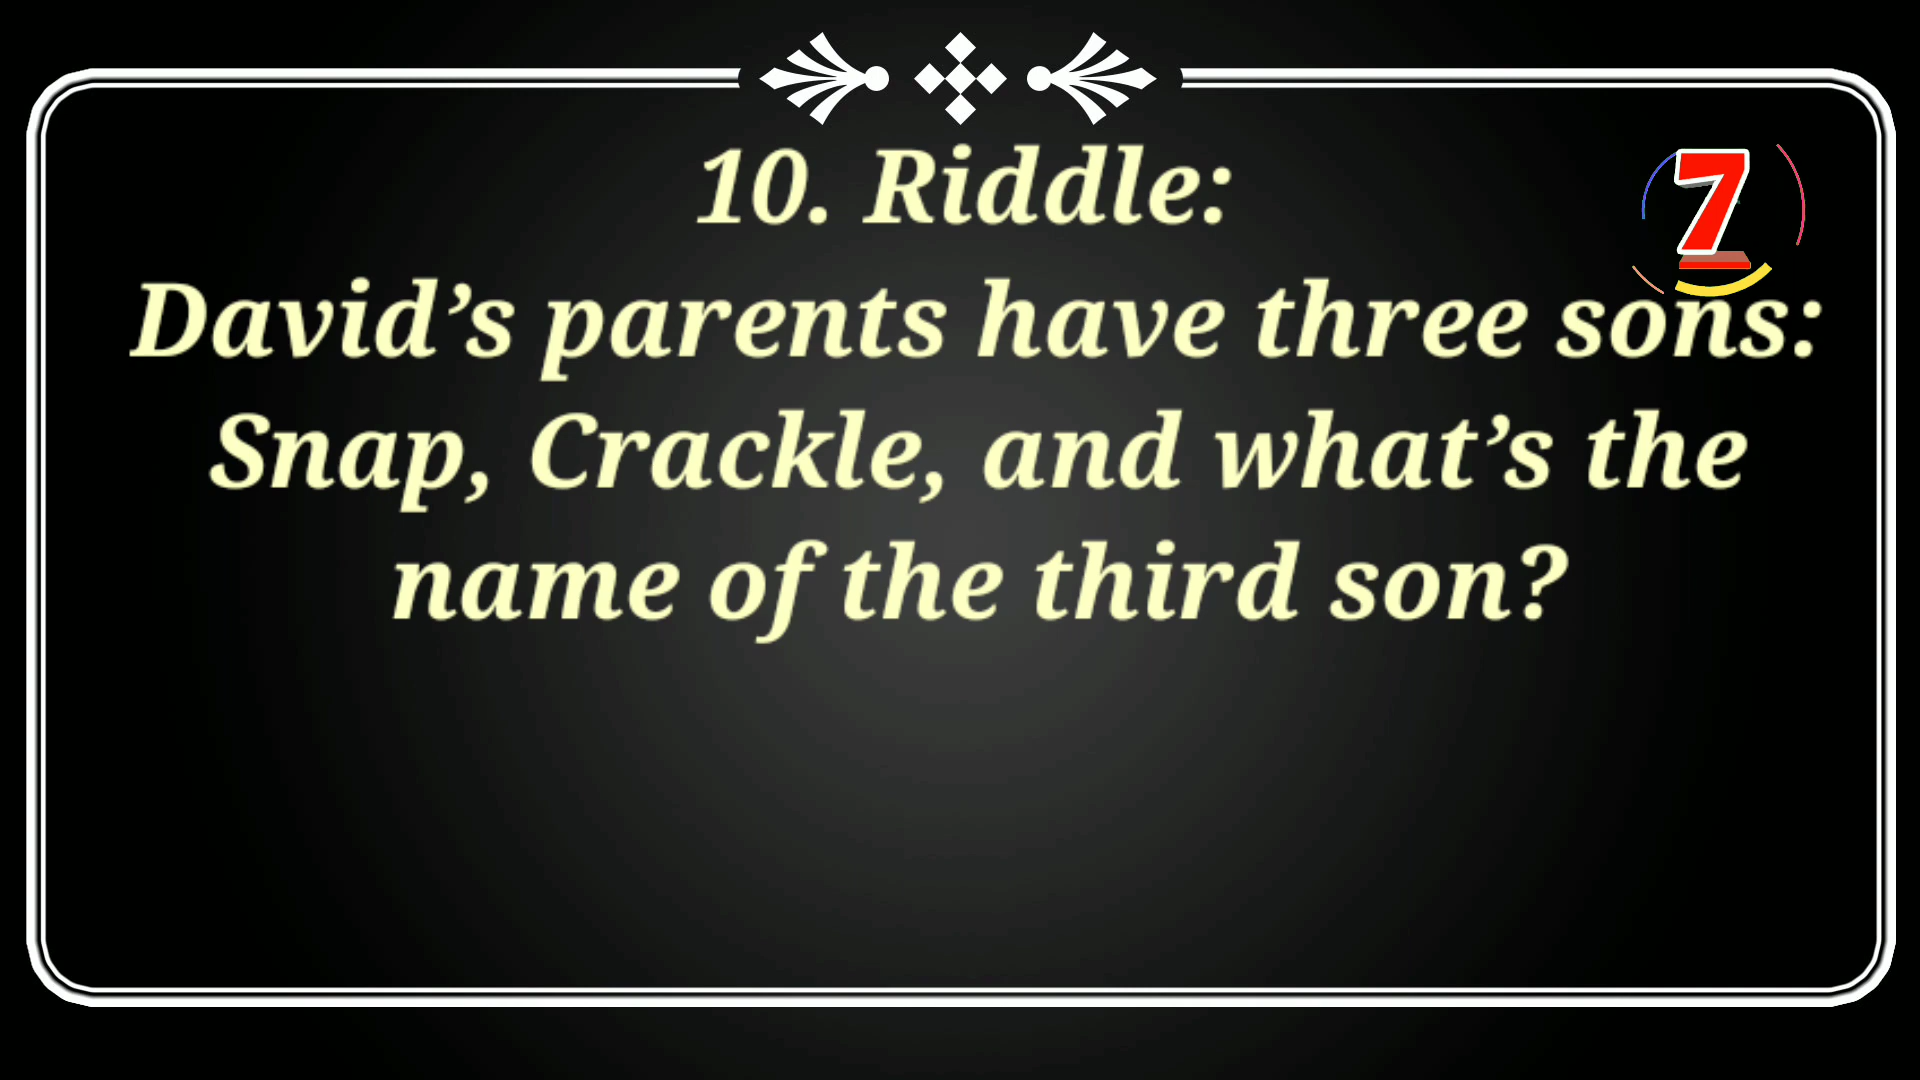 10. Riddle:
7
David’s parents have three sons:
Snap, Crackle, and what’s the
name of the third son?